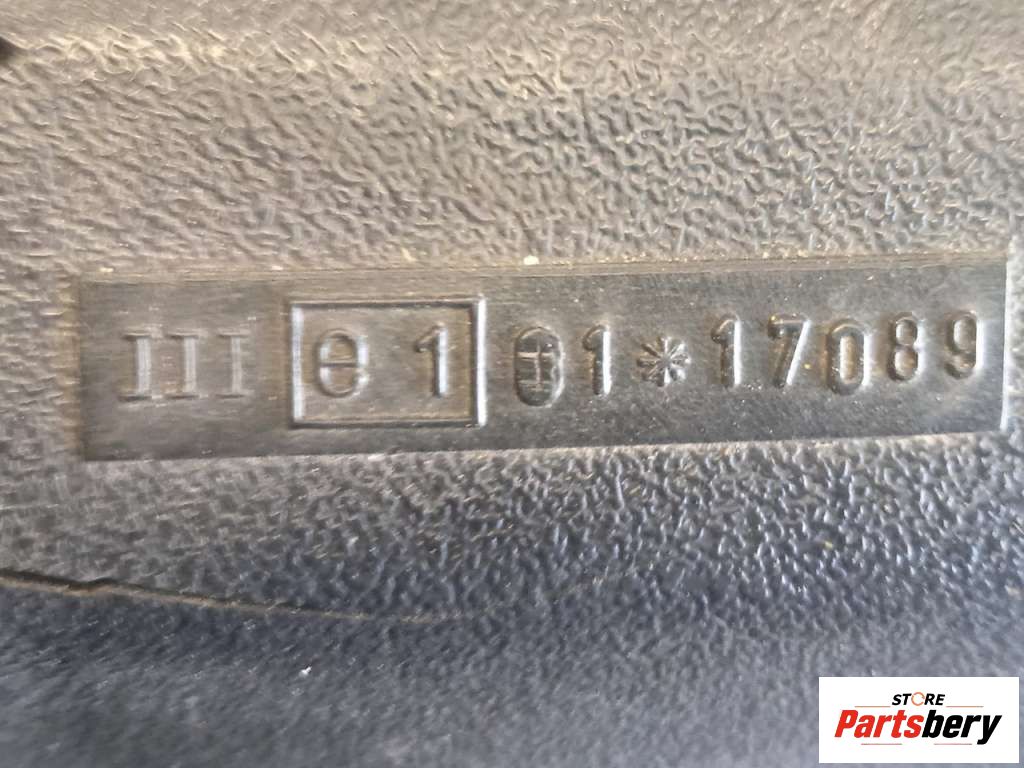 III e 1 01*17089
STORE
Partsbery